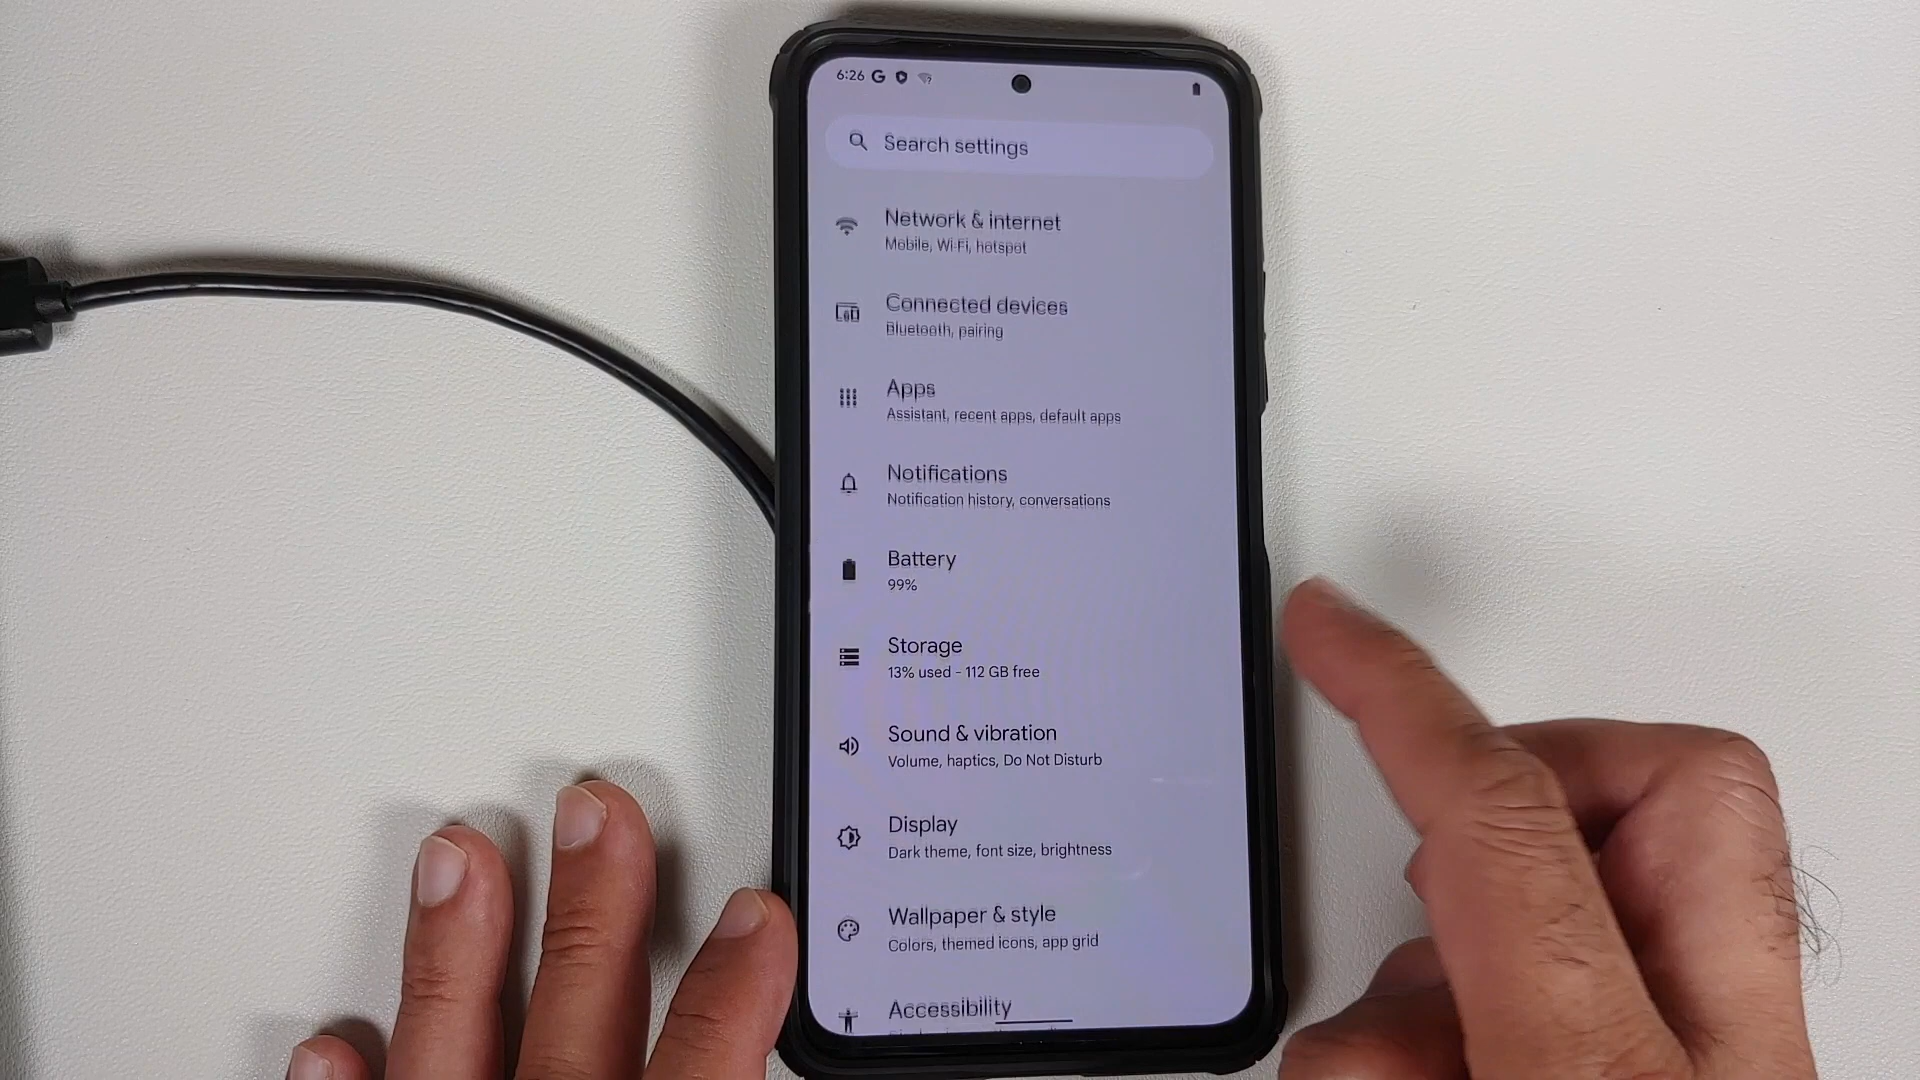 6:26 G
Search settings
Network & internet
Mobile, Wi-Fi, hotspot
Connected devices
Bluetooth, pairing
Apps
Assistant, recent apps, default apps
Notifications
Notification history, conversations
Battery
99%
Storage
13% used - 112 GB free
Sound & vibration
Volume, haptics, Do Not Disturb
Display
Dark theme, font size, brightness
Wallpaper & style
Colors, themed icons, app grid
Accessibility